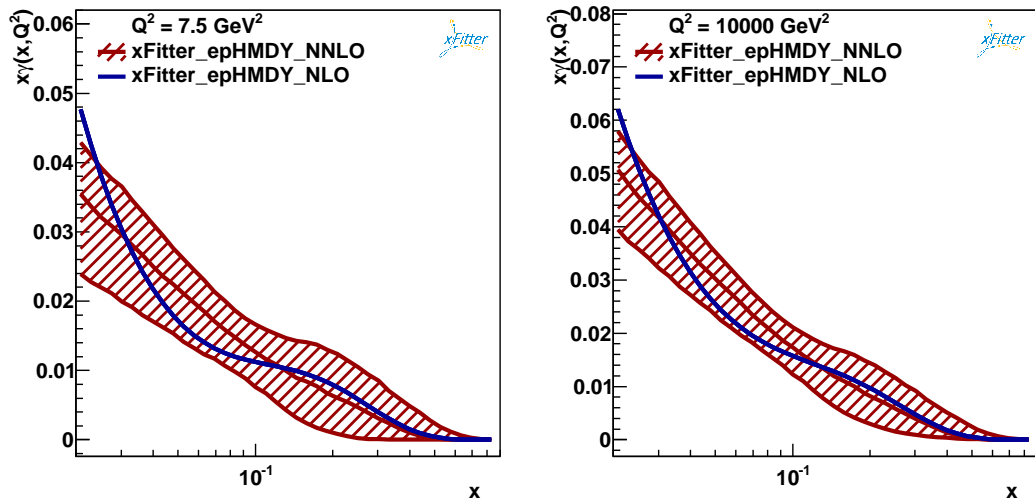 Q² = 7.5 GeV²
xFitter_epHMDY_NNLO
xFitter_epHMDY_NLO
xFitter
xγ(x,Q²)
0.06
0.05
0.04
0.03
0.02
0.01
0
10⁻¹
x
Q² = 10000 GeV²
xFitter_epHMDY_NNLO
xFitter_epHMDY_NLO
xFitter
xγ(x,Q²)
0.08
0.07
0.06
0.05
0.04
0.03
0.02
0.01
0
10⁻¹
x